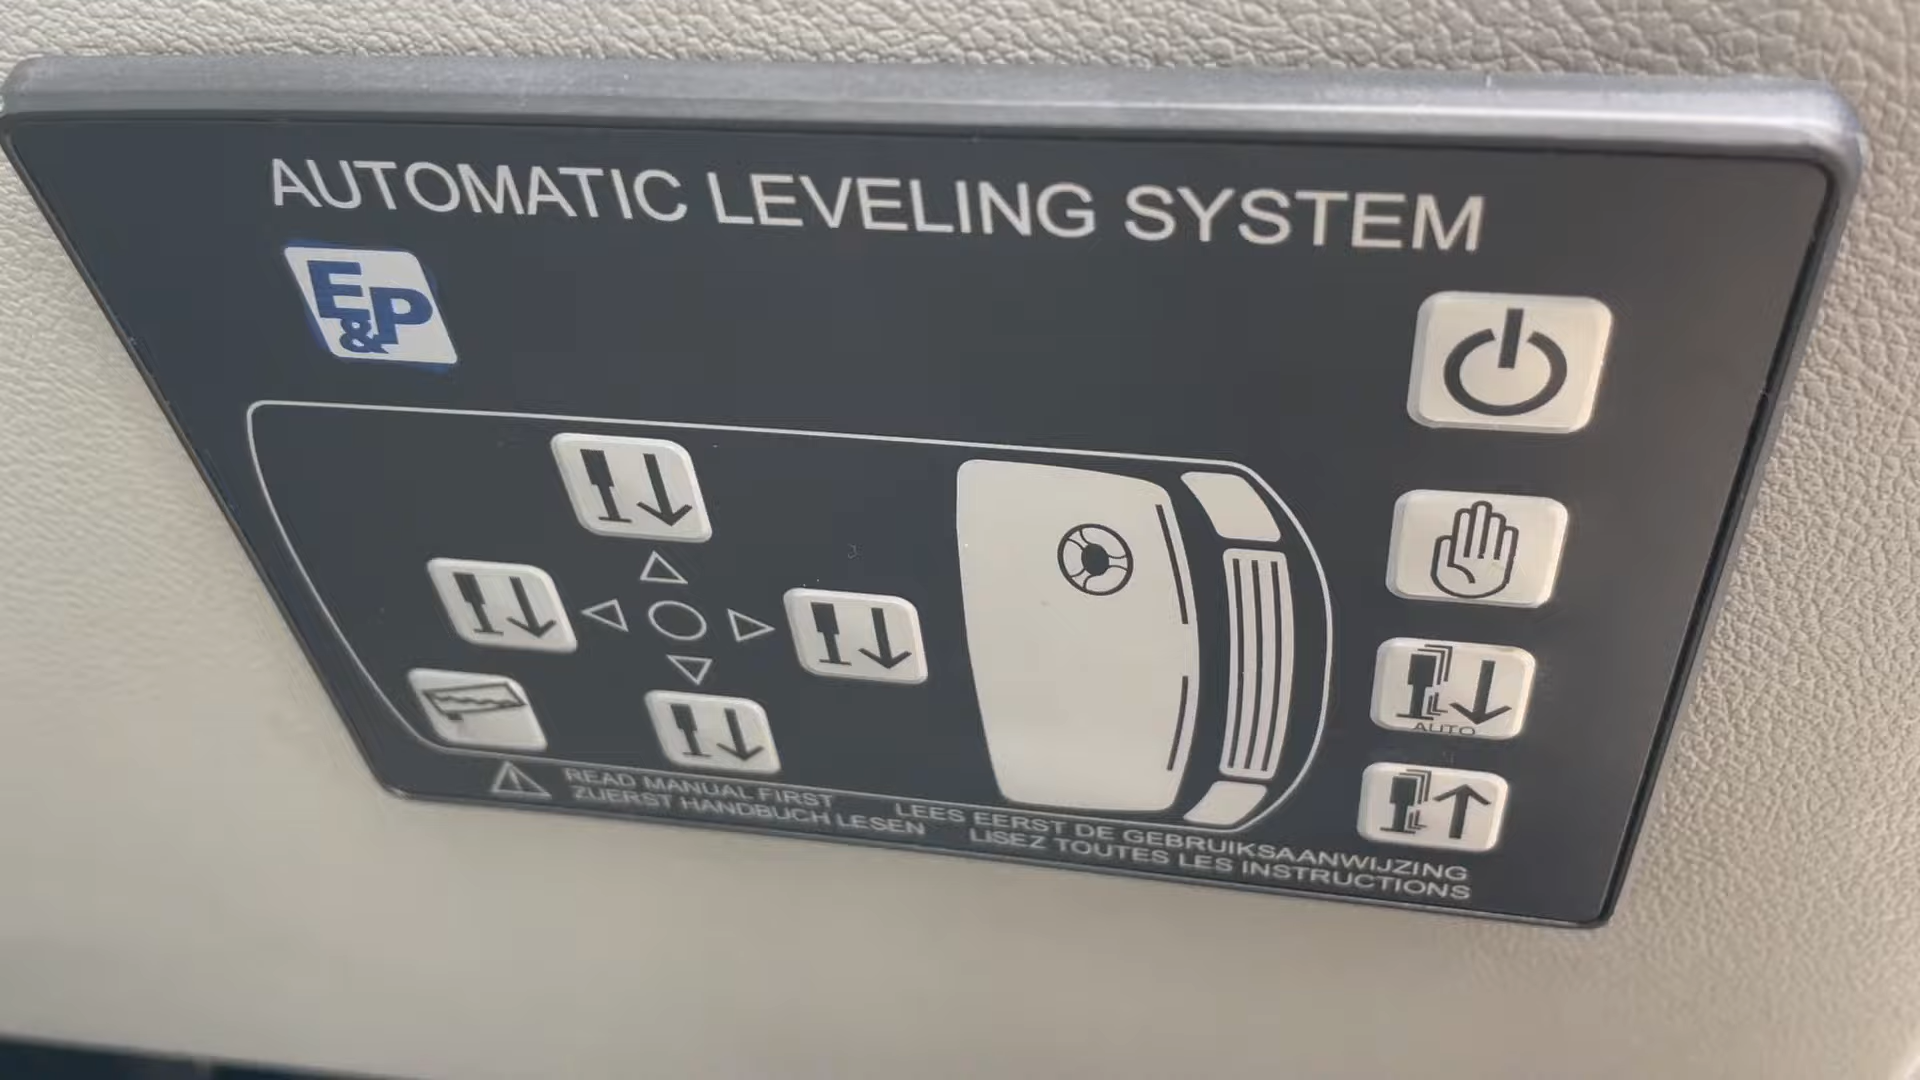 AUTOMATIC LEVELING SYSTEM
E&P
AUTO
READ MANUAL FIRST
ZUERST HANDBUCH LESEN
LEES EERST DE GEBRUIKSAANWIJZING
LISEZ TOUTES LES INSTRUCTIONS